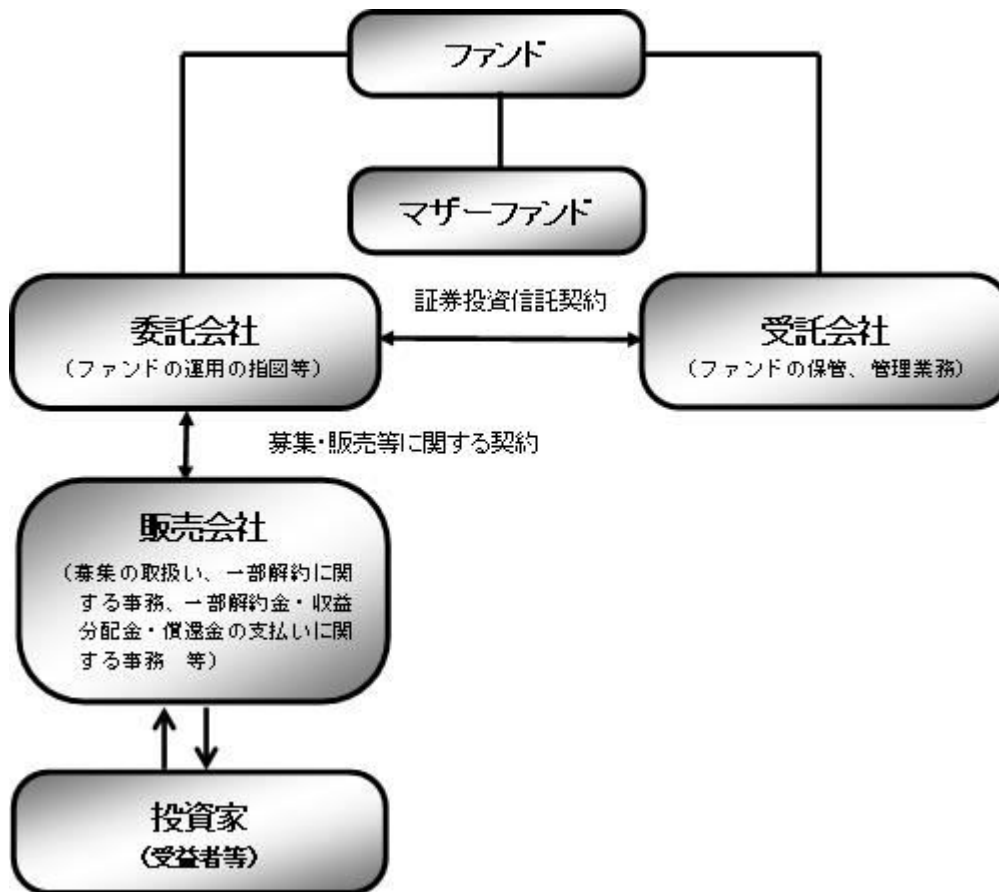 ファンド
マザーファンド
証券投資信託契約
委託会社
（ファンドの運用の指図等）
受託会社
（ファンドの保管、管理業務）
募集・販売等に関する契約
販売会社
（募集の取扱い、一部解約に関
する事務、一部解約金・収益
分配金・償還金の支払いに関
する事務　等）
投資家
（受益者等）